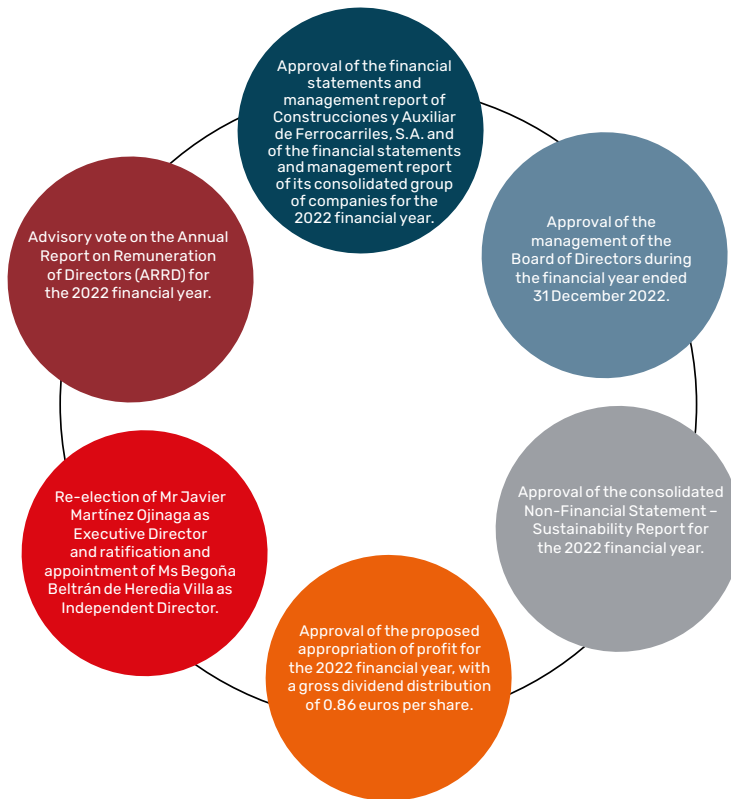 Approval of the financial
statements and
management report of
Construcciones y Auxiliar
de Ferrocarriles, S.A. and
of the financial statements
and management report
of its consolidated group
of companies for the
2022 financial year.
Approval of the
management of the
Board of Directors during
the financial year ended
31 December 2022.
Approval of the consolidated
Non-Financial Statement –
Sustainability Report for
the 2022 financial year.
Approval of the proposed
appropriation of profit for
the 2022 financial year, with
a gross dividend distribution
of 0.86 euros per share.
Re-election of Mr Javier
Martínez Ojinaga as
Executive Director
and ratification and
appointment of Ms Begoña
Beltrán de Heredia Villa as
Independent Director.
Advisory vote on the Annual
Report on Remuneration
of Directors (ARRD) for
the 2022 financial year.